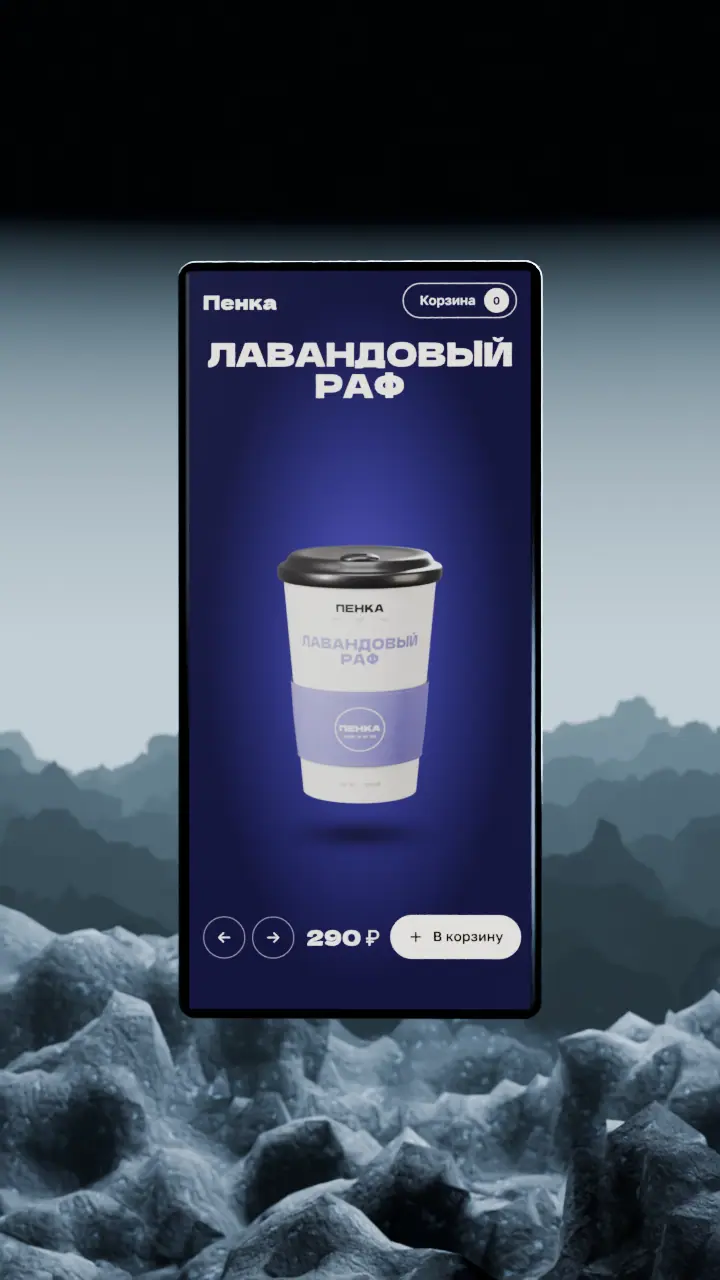 Пенка
Корзина 0
ЛАВАНДОВЫЙ
РАФ
ПЕНКА
ЛАВАНДОВЫЙ
РАФ
ПЕНКА
← → 290 ₽ + В корзину